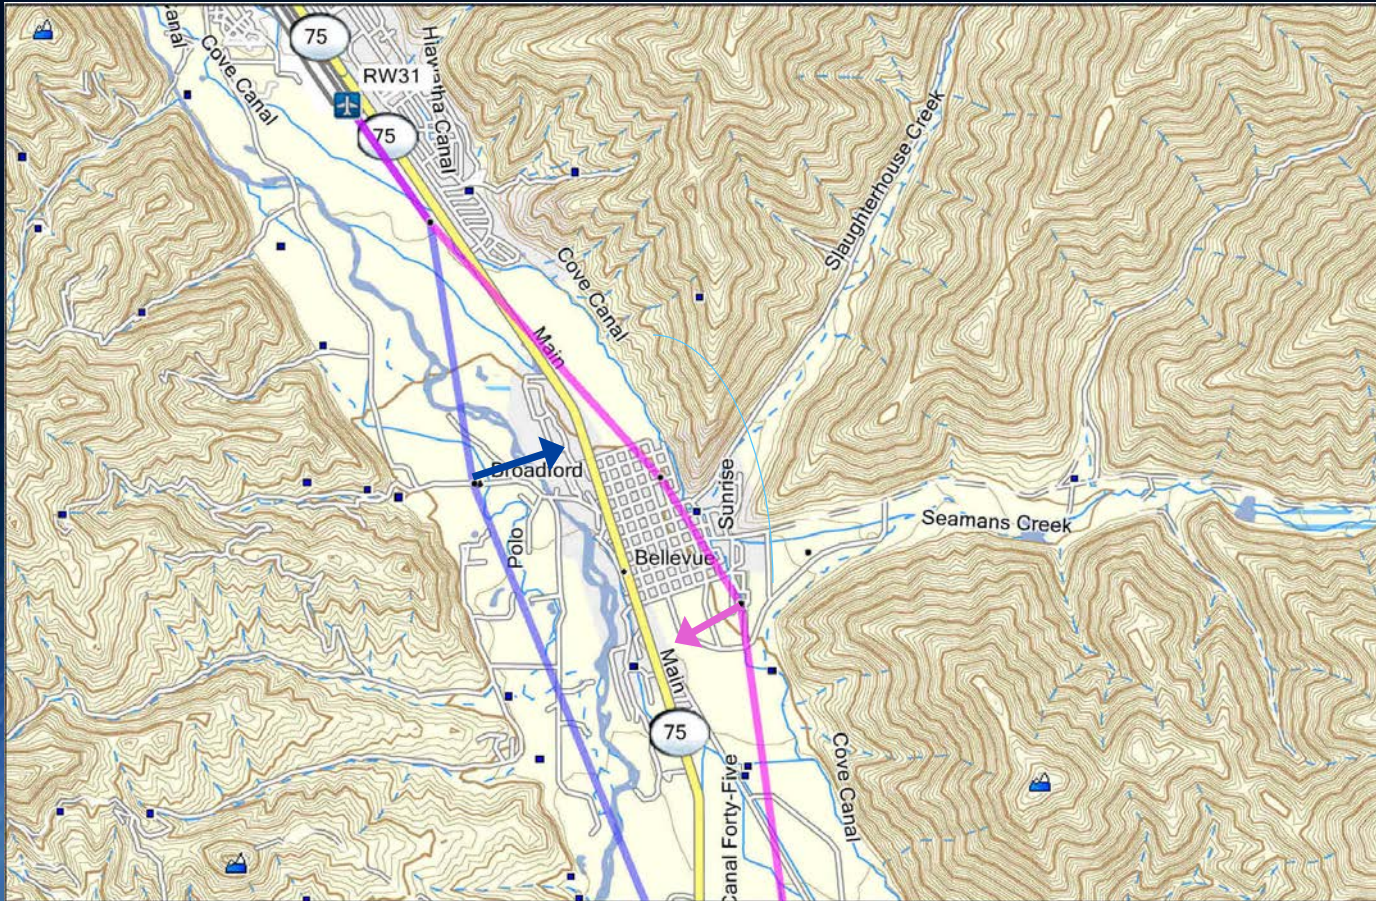 Canal
Cove Canal
75
RW31
75
Hiawatha Canal
Slaughterhouse Creek
Cove Canal
Main
Broadford
Sunrise
Seamans Creek
Polo
Bellevue
Main
75
Canal Forty-Five
Cove Canal